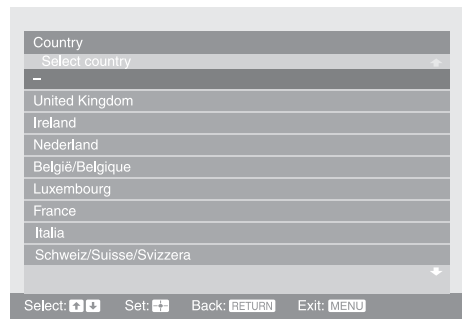 Country
Select country
–
United Kingdom
Ireland
Nederland
België/Belgique
Luxembourg
France
Italia
Schweiz/Suisse/Svizzera
Select: Set: Back: RETURN Exit: MENU